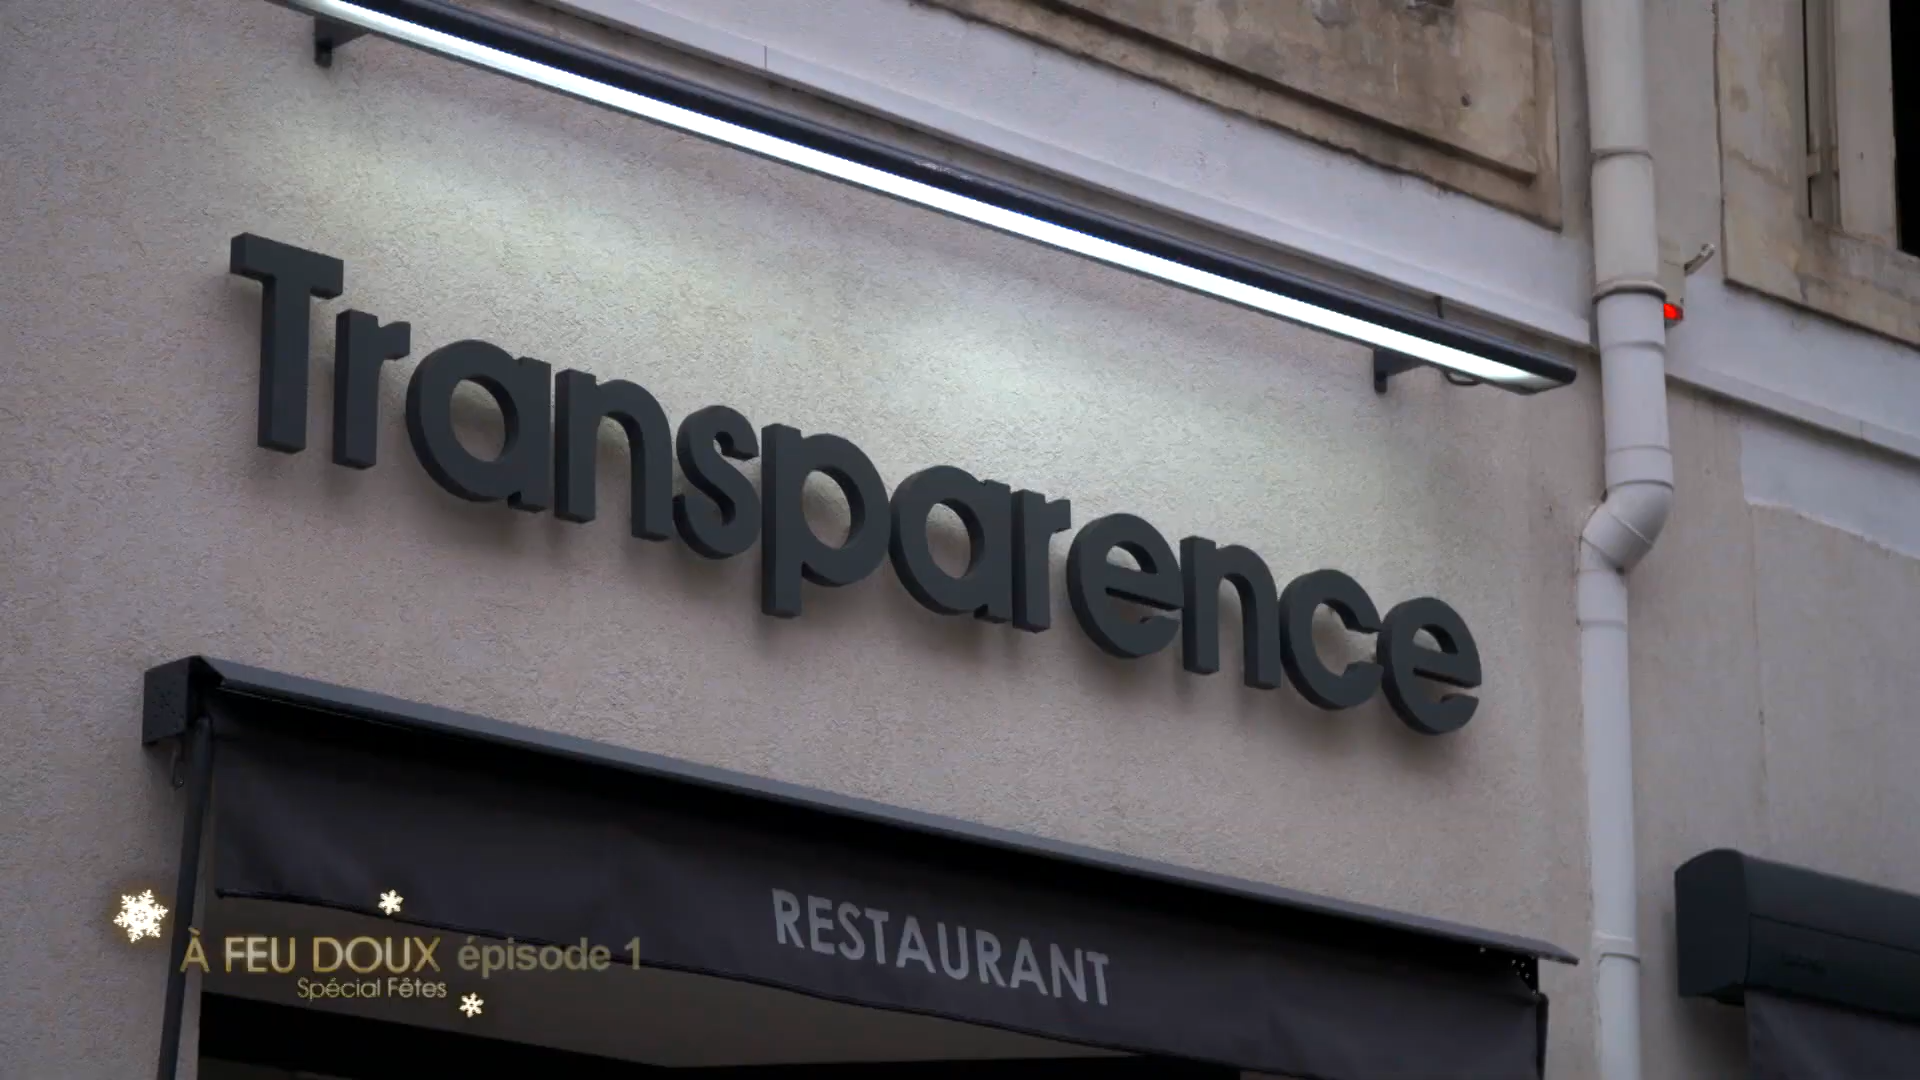 Transparence
RESTAURANT
À FEU DOUX épisode 1
Spécial Fêtes